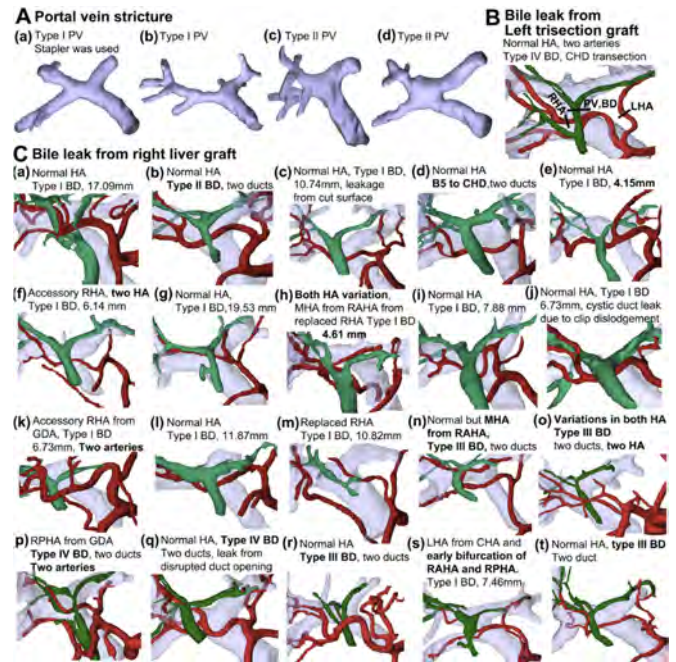 A Portal vein stricture
(a) Type I PV
Stapler was used
(b) Type I PV
(c) Type II PV
(d) Type II PV
B Bile leak from
Left trisection graft
Normal HA, two arteries
Type IV BD, CHD transection
RHA
PV,BD
LHA
C Bile leak from right liver graft
(a) Normal HA
Type I BD, 17.09mm
(b) Normal HA
Type II BD, two ducts
(c) Normal HA, Type I BD,
10.74mm, leakage
from cut surface
(d) Normal HA
B5 to CHD,two ducts
(e) Normal HA
Type I BD, 4.15mm
(f) Accessory RHA, two HA
Type I BD, 6.14 mm
(g) Normal HA,
Type I BD,19.53 mm
(h) Both HA variation,
MHA from RAHA from
replaced RHA Type I BD
4.61 mm
(i) Normal HA
Type I BD, 7.88 mm
(j) Normal HA, Type I BD
6.73mm, cystic duct leak
due to clip dislodgement
(k) Accessory RHA from
GDA, Type I BD
6.73mm, Two arteries
(l) Normal HA
Type I BD, 11.87mm
(m) Replaced RHA
Type I BD, 10.82mm
(n) Normal but MHA
from RAHA,
Type III BD, two ducts
(o) Variations in both HA
Type III BD
two ducts, two HA
p) RPHA from GDA
Type IV BD, two ducts
Two arteries
(q) Normal HA, Type IV BD
Two ducts, leak from
disrupted duct opening
(r) Normal HA
Type III BD, two ducts
(s) LHA from CHA and
early bifurcation of
RAHA and RPHA.
Type I BD, 7.46mm
(t) Normal HA, type III BD
Two duct